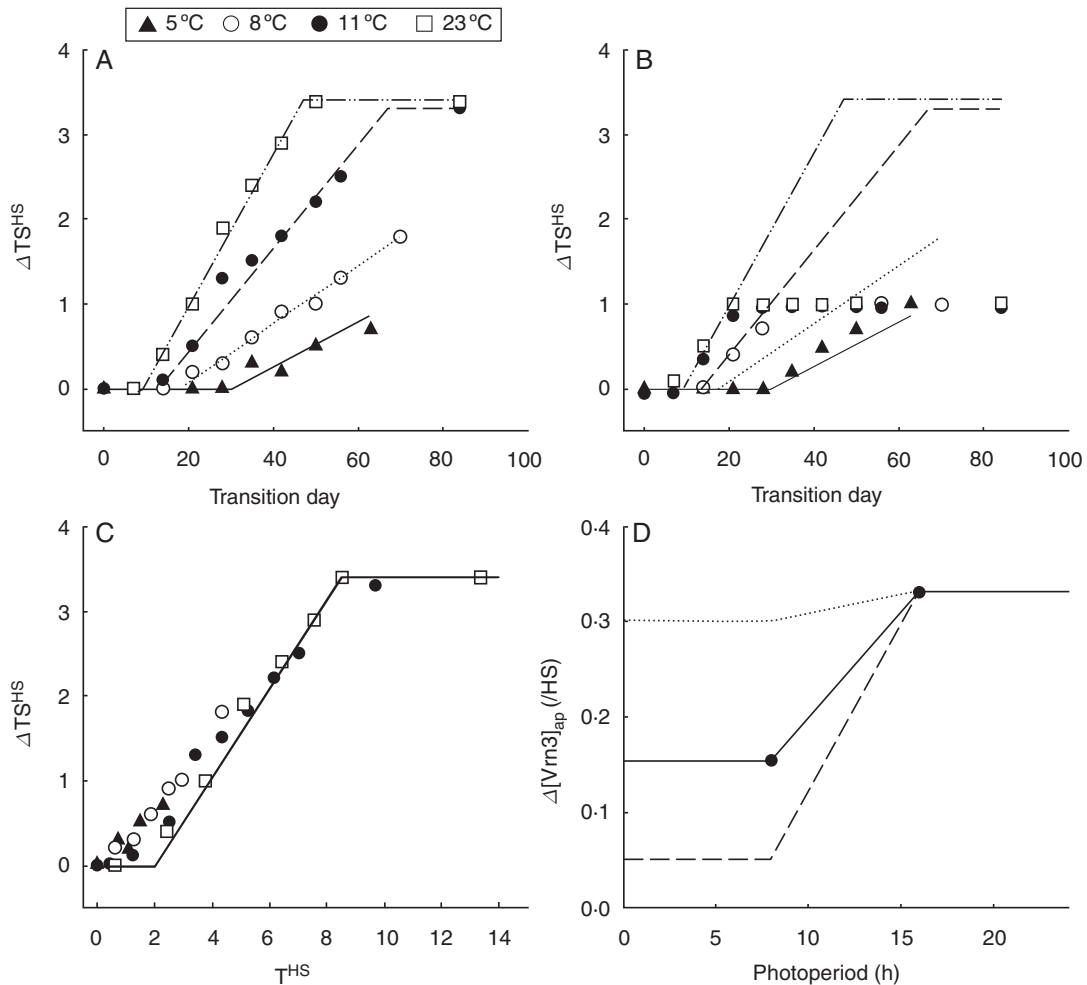 5 °C 8 °C 11 °C 23 °C
A
4
3
2
1
0
ΔTS^HS
0 20 40 60 80 100
Transition day
B
4
3
2
1
0
ΔTS^HS
0 20 40 60 80 100
Transition day
C
4
3
2
1
0
ΔTS^HS
0 2 4 6 8 10 12 14
T^HS
D
0·4
0·3
0·2
0·1
0·0
Δ[Vrn3]ap (/HS)
0 5 10 15 20
Photoperiod (h)